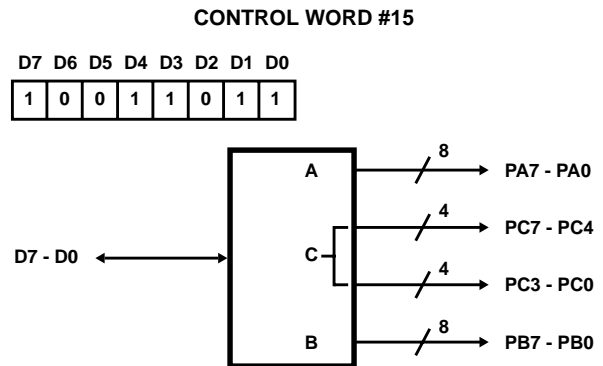 CONTROL WORD #15
D7 D6 D5 D4 D3 D2 D1 D0
1 0 0 1 1 0 1 1
A 8 PA7 - PA0
4 PC7 - PC4
D7 - D0 C
4 PC3 - PC0
B 8 PB7 - PB0